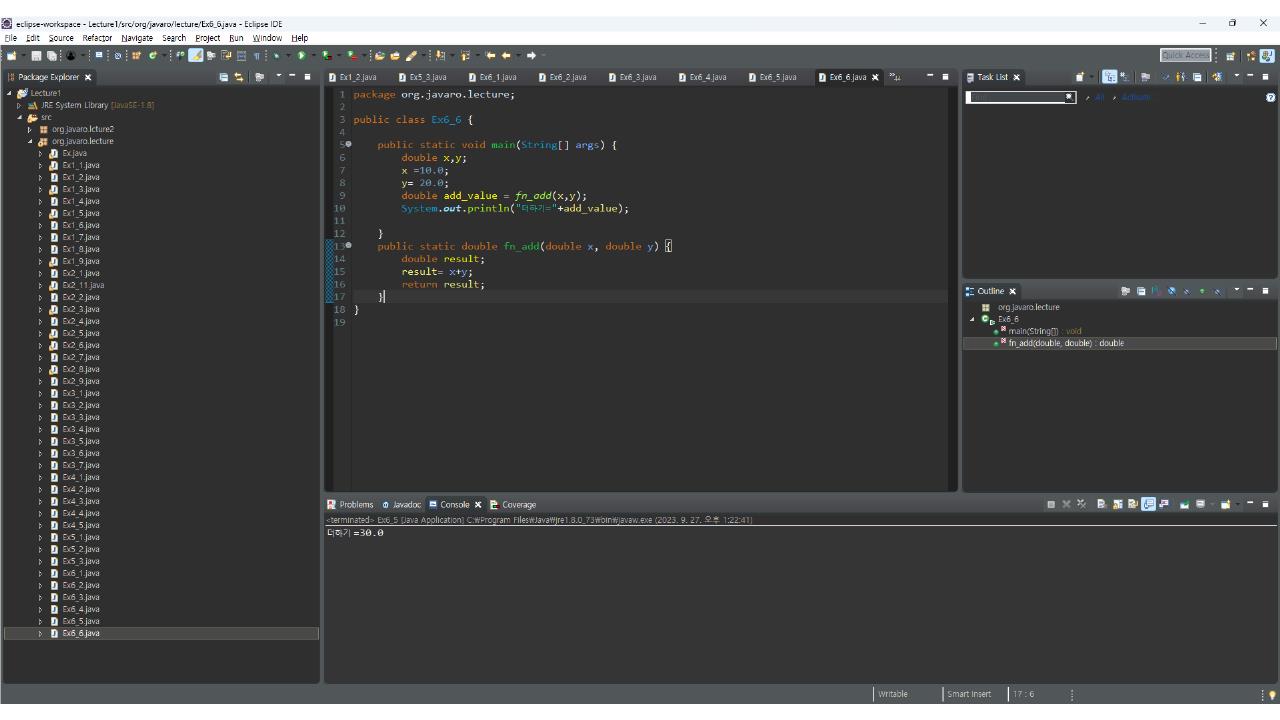 eclipse-workspace - Lecture1/src/org/javaro/lecture/Ex6_6.java - Eclipse IDE
File Edit Source Refactor Navigate Search Project Run Window Help
Quick Access
Package Explorer
Lecture1
JRE System Library [JavaSE-1.8]
src
org.javaro.lcture2
org.javaro.lecture
Ex.java
Ex1_1.java
Ex1_2.java
Ex1_3.java
Ex1_4.java
Ex1_5.java
Ex1_6.java
Ex1_7.java
Ex1_8.java
Ex1_9.java
Ex2_1.java
Ex2_11.java
Ex2_2.java
Ex2_3.java
Ex2_4.java
Ex2_5.java
Ex2_6.java
Ex2_7.java
Ex2_8.java
Ex2_9.java
Ex3_1.java
Ex3_2.java
Ex3_3.java
Ex3_4.java
Ex3_5.java
Ex3_6.java
Ex3_7.java
Ex4_1.java
Ex4_2.java
Ex4_3.java
Ex4_4.java
Ex4_5.java
Ex5_1.java
Ex5_2.java
Ex5_3.java
Ex6_1.java
Ex6_2.java
Ex6_3.java
Ex6_4.java
Ex6_5.java
Ex6_6.java
Ex1_2.java Ex5_3.java Ex6_1.java Ex6_2.java Ex6_3.java Ex6_4.java Ex6_5.java Ex6_6.java
1 package org.javaro.lecture;
2
3 public class Ex6_6 {
4
5 public static void main(String[] args) {
6 double x,y;
7 x =10.0;
8 y= 20.0;
9 double add_value = fn_add(x,y);
10 System.out.println("더하기="+add_value);
11
12 }
13 public static double fn_add(double x, double y) {
14 double result;
15 result= x+y;
16 return result;
17 }
18 }
19
Task List
All Activate
Outline
org.javaro.lecture
Ex6_6
main(String[]) : void
fn_add(double, double) : double
Problems Javadoc Console Coverage
<terminated> Ex6_5 [Java Application] C:₩Program Files₩Java₩jre1.8.0_73₩bin₩javaw.exe (2023. 9. 27. 오후 1:22:41)
더하기 =30.0
Writable Smart Insert 17 : 6